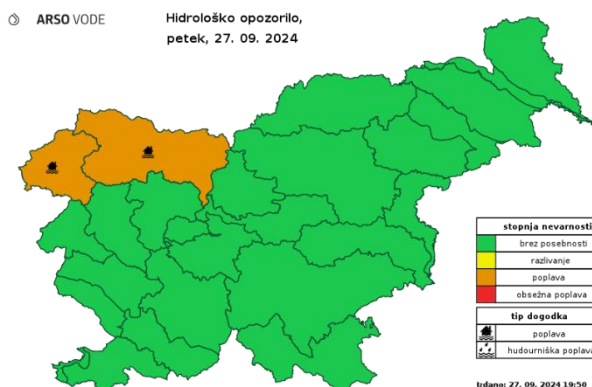 ARSO VODE
Hidrološko opozorilo,
petek, 27. 09. 2024
stopnja nevarnosti
brez posebnosti
razlivanje
poplava
obsežna poplava
tip dogodka
poplava
hudourniška poplava
Izdano: 27. 09. 2024 19:50